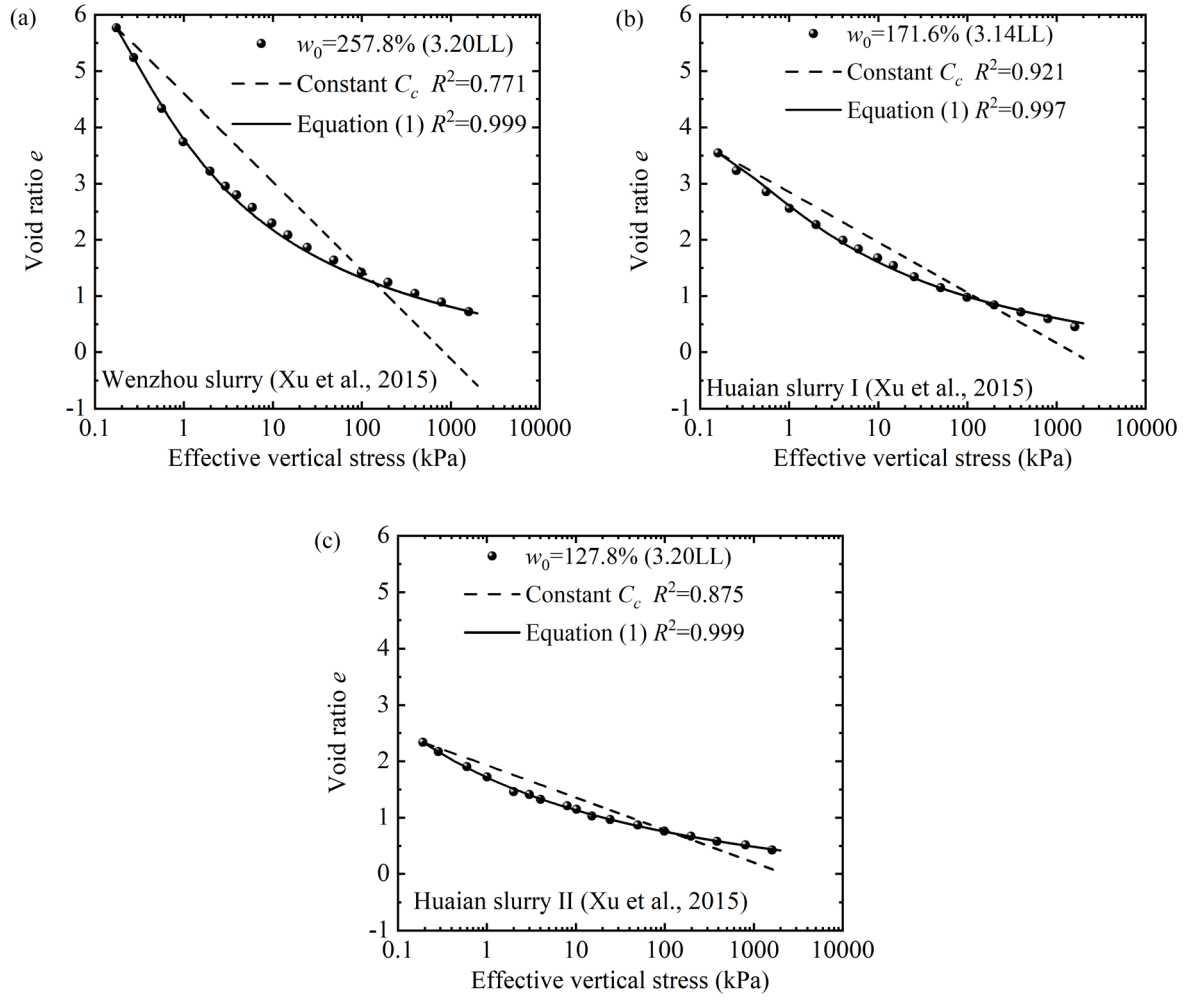 (a)
6
5
4
3
2
1
0
-1
Void ratio e
w₀=257.8% (3.20LL)
Constant C_c R²=0.771
Equation (1) R²=0.999
Wenzhou slurry (Xu et al., 2015)
0.1 1 10 100 1000 10000
Effective vertical stress (kPa)
(b)
6
5
4
3
2
1
0
-1
Void ratio e
w₀=171.6% (3.14LL)
Constant C_c R²=0.921
Equation (1) R²=0.997
Huaian slurry I (Xu et al., 2015)
0.1 1 10 100 1000 10000
Effective vertical stress (kPa)
(c)
6
5
4
3
2
1
0
-1
Void ratio e
w₀=127.8% (3.20LL)
Constant C_c R²=0.875
Equation (1) R²=0.999
Huaian slurry II (Xu et al., 2015)
0.1 1 10 100 1000 10000
Effective vertical stress (kPa)